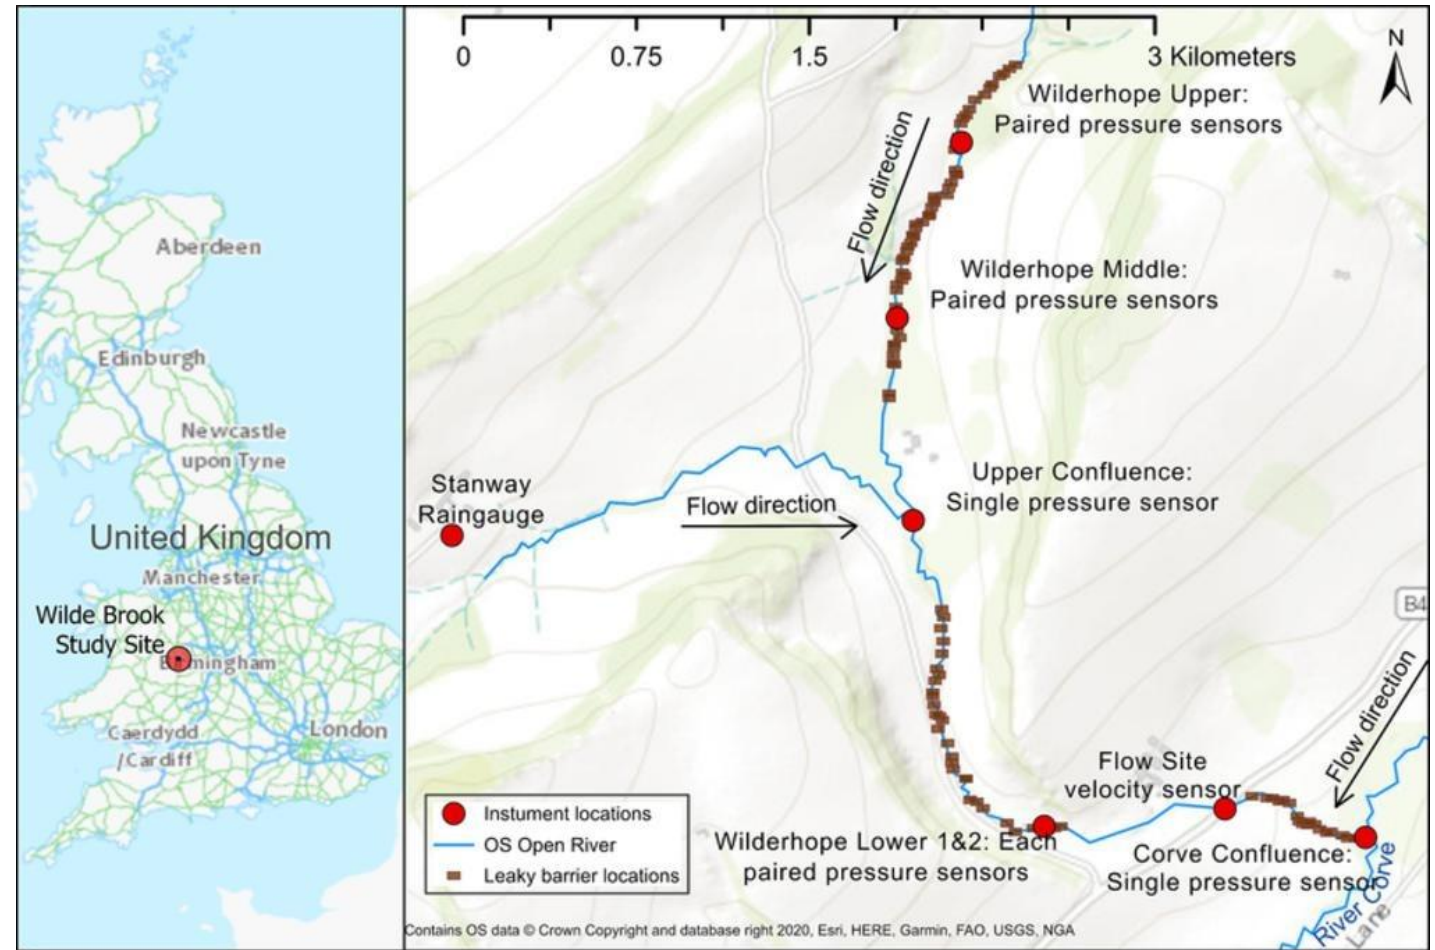 Aberdeen
Edinburgh
Newcastle
upon Tyne
United Kingdom
Manchester
Wilde Brook
Study Site
mingham
Caerdydd
/Cardiff
London
0 0.75 1.5 3 Kilometers
N
Wilderhope Upper:
Paired pressure sensors
Flow direction
Wilderhope Middle:
Paired pressure sensors
Stanway
Raingauge
Flow direction
Upper Confluence:
Single pressure sensor
B4
Flow direction
Flow Site
velocity sensor
Wilderhope Lower 1&2: Each
paired pressure sensors
Corve Confluence:
Single pressure sensor
River Corve
Lane
Instument locations
OS Open River
Leaky barrier locations
Contains OS data © Crown Copyright and database right 2020, Esri, HERE, Garmin, FAO, USGS, NGA